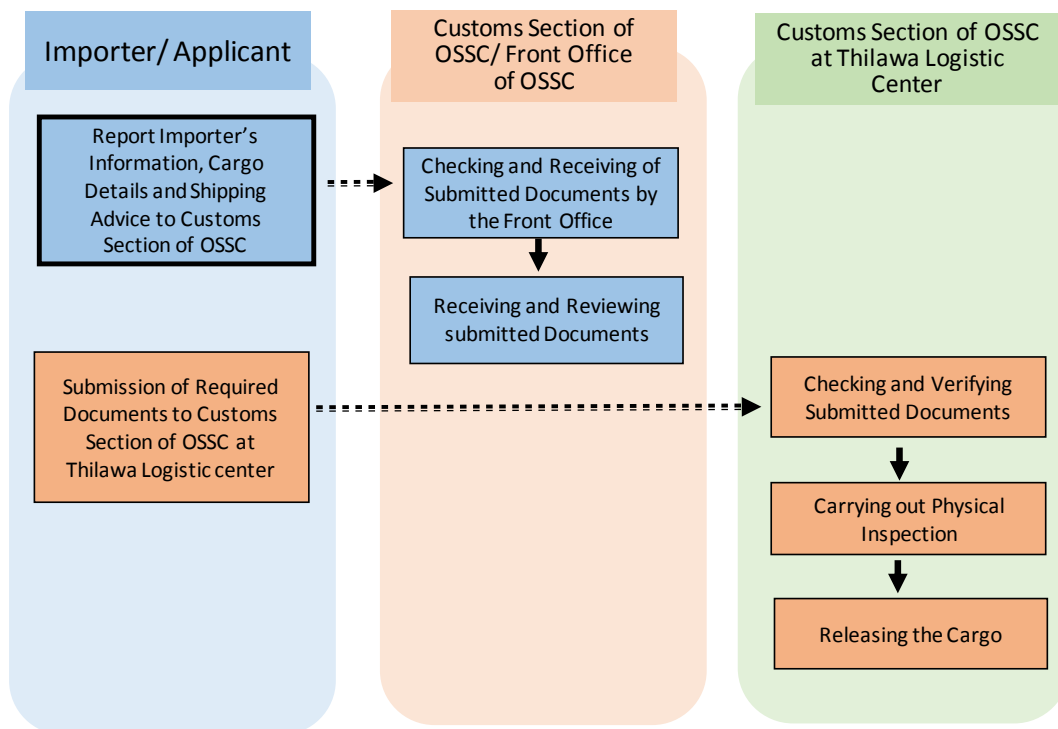 Importer/ Applicant
Customs Section of
OSSC/ Front Office
of OSSC
Customs Section of OSSC
at Thilawa Logistic
Center
Report Importer’s
Information, Cargo
Details and Shipping
Advice to Customs
Section of OSSC
Checking and Receiving of
Submitted Documents by
the Front Office
Receiving and Reviewing
submitted Documents
Submission of Required
Documents to Customs
Section of OSSC at
Thilawa Logistic center
Checking and Verifying
Submitted Documents
Carrying out Physical
Inspection
Releasing the Cargo